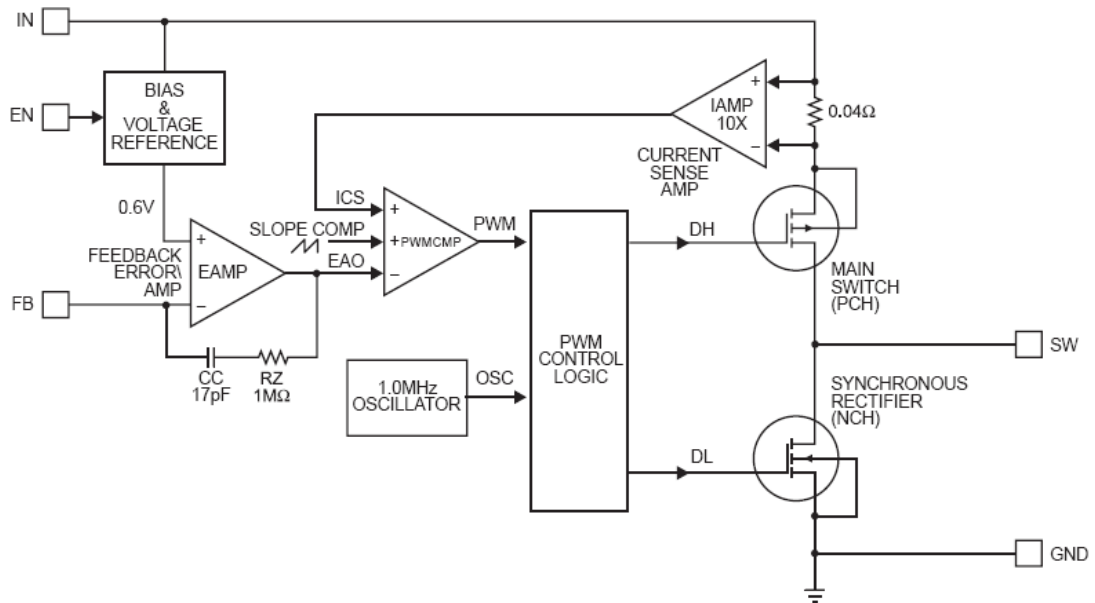 IN
EN
BIAS
&
VOLTAGE
REFERENCE
0.6V
FEEDBACK
ERROR\
AMP
FB
+
EAMP
−
CC
17pF
RZ
1MΩ
ICS
SLOPE COMP
EAO
+
+PWMCMP
−
PWM
1.0MHz
OSCILLATOR
OSC
PWM
CONTROL
LOGIC
+
IAMP
10X
−
CURRENT
SENSE
AMP
0.04Ω
DH
MAIN
SWITCH
(PCH)
SW
SYNCHRONOUS
RECTIFIER
(NCH)
DL
GND